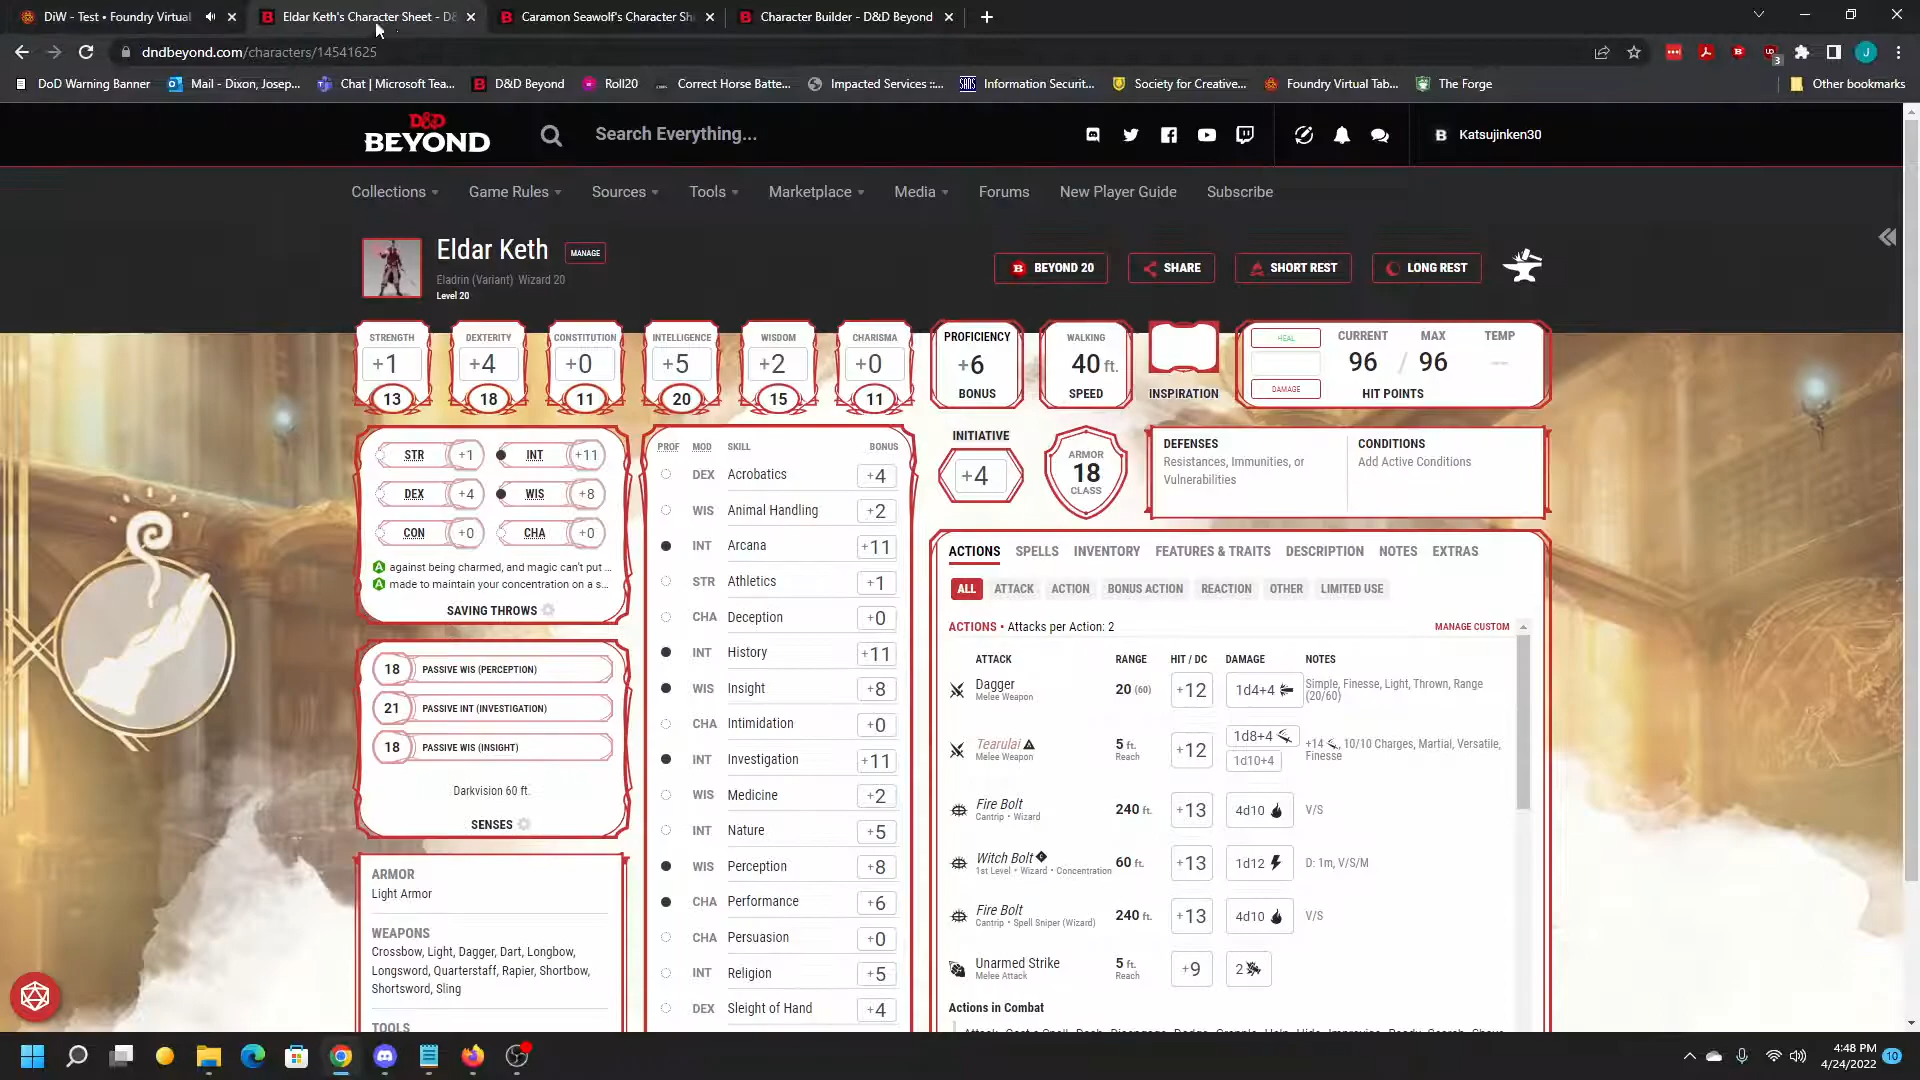 DiW - Test • Foundry Virtual
Eldar Keth's Character Sheet - D&
Caramon Seawolf's Character Sh
Character Builder - D&D Beyond
dndbeyond.com/characters/14541625
3
J
DoD Warning Banner
Mail - Dixon, Josep...
Chat | Microsoft Tea...
D&D Beyond
Roll20
Correct Horse Batte...
Impacted Services ::...
SANS
Information Securit...
Society for Creative...
Foundry Virtual Tab...
The Forge
Other bookmarks
D&D
BEYOND
Search Everything...
B
Katsujinken30
Collections
Game Rules
Sources
Tools
Marketplace
Media
Forums
New Player Guide
Subscribe
Eldar Keth
MANAGE
Eladrin (Variant) Wizard 20
Level 20
BEYOND 20
SHARE
SHORT REST
LONG REST
STRENGTH
+1
13
DEXTERITY
+4
18
CONSTITUTION
+0
11
INTELLIGENCE
+5
20
WISDOM
+2
15
CHARISMA
+0
11
PROFICIENCY
+6
BONUS
WALKING
40 ft.
SPEED
INSPIRATION
HEAL
DAMAGE
CURRENT
96
/
MAX
96
TEMP
--
HIT POINTS
STR +1
INT +11
DEX +4
WIS +8
CON +0
CHA +0
A against being charmed, and magic can't put ...
A made to maintain your concentration on a s...
SAVING THROWS
18 PASSIVE WIS (PERCEPTION)
21 PASSIVE INT (INVESTIGATION)
18 PASSIVE WIS (INSIGHT)
Darkvision 60 ft.
SENSES
ARMOR
Light Armor
WEAPONS
Crossbow, Light, Dagger, Dart, Longbow,
Longsword, Quarterstaff, Rapier, Shortbow,
Shortsword, Sling
TOOLS
PROF MOD SKILL BONUS
DEX Acrobatics +4
WIS Animal Handling +2
INT Arcana +11
STR Athletics +1
CHA Deception +0
INT History +11
WIS Insight +8
CHA Intimidation +0
INT Investigation +11
WIS Medicine +2
INT Nature +5
WIS Perception +8
CHA Performance +6
CHA Persuasion +0
INT Religion +5
DEX Sleight of Hand +4
INITIATIVE
+4
ARMOR
18
CLASS
DEFENSES
Resistances, Immunities, or
Vulnerabilities
CONDITIONS
Add Active Conditions
ACTIONS SPELLS INVENTORY FEATURES & TRAITS DESCRIPTION NOTES EXTRAS
ALL ATTACK ACTION BONUS ACTION REACTION OTHER LIMITED USE
ACTIONS • Attacks per Action: 2
MANAGE CUSTOM
ATTACK RANGE HIT / DC DAMAGE NOTES
Dagger
Melee Weapon
20 (60)
+12
1d4+4
Simple, Finesse, Light, Thrown, Range
(20/60)
Tearulai
Melee Weapon
5 ft.
Reach
+12
1d8+4
1d10+4
+14 , 10/10 Charges, Martial, Versatile,
Finesse
Fire Bolt
Cantrip • Wizard
240 ft.
+13
4d10
V/S
Witch Bolt
1st Level • Wizard • Concentration
60 ft.
+13
1d12
D: 1m, V/S/M
Fire Bolt
Cantrip • Spell Sniper (Wizard)
240 ft.
+13
4d10
V/S
Unarmed Strike
Melee Attack
5 ft.
Reach
+9
2
Actions in Combat
4:48 PM
4/24/2022
10